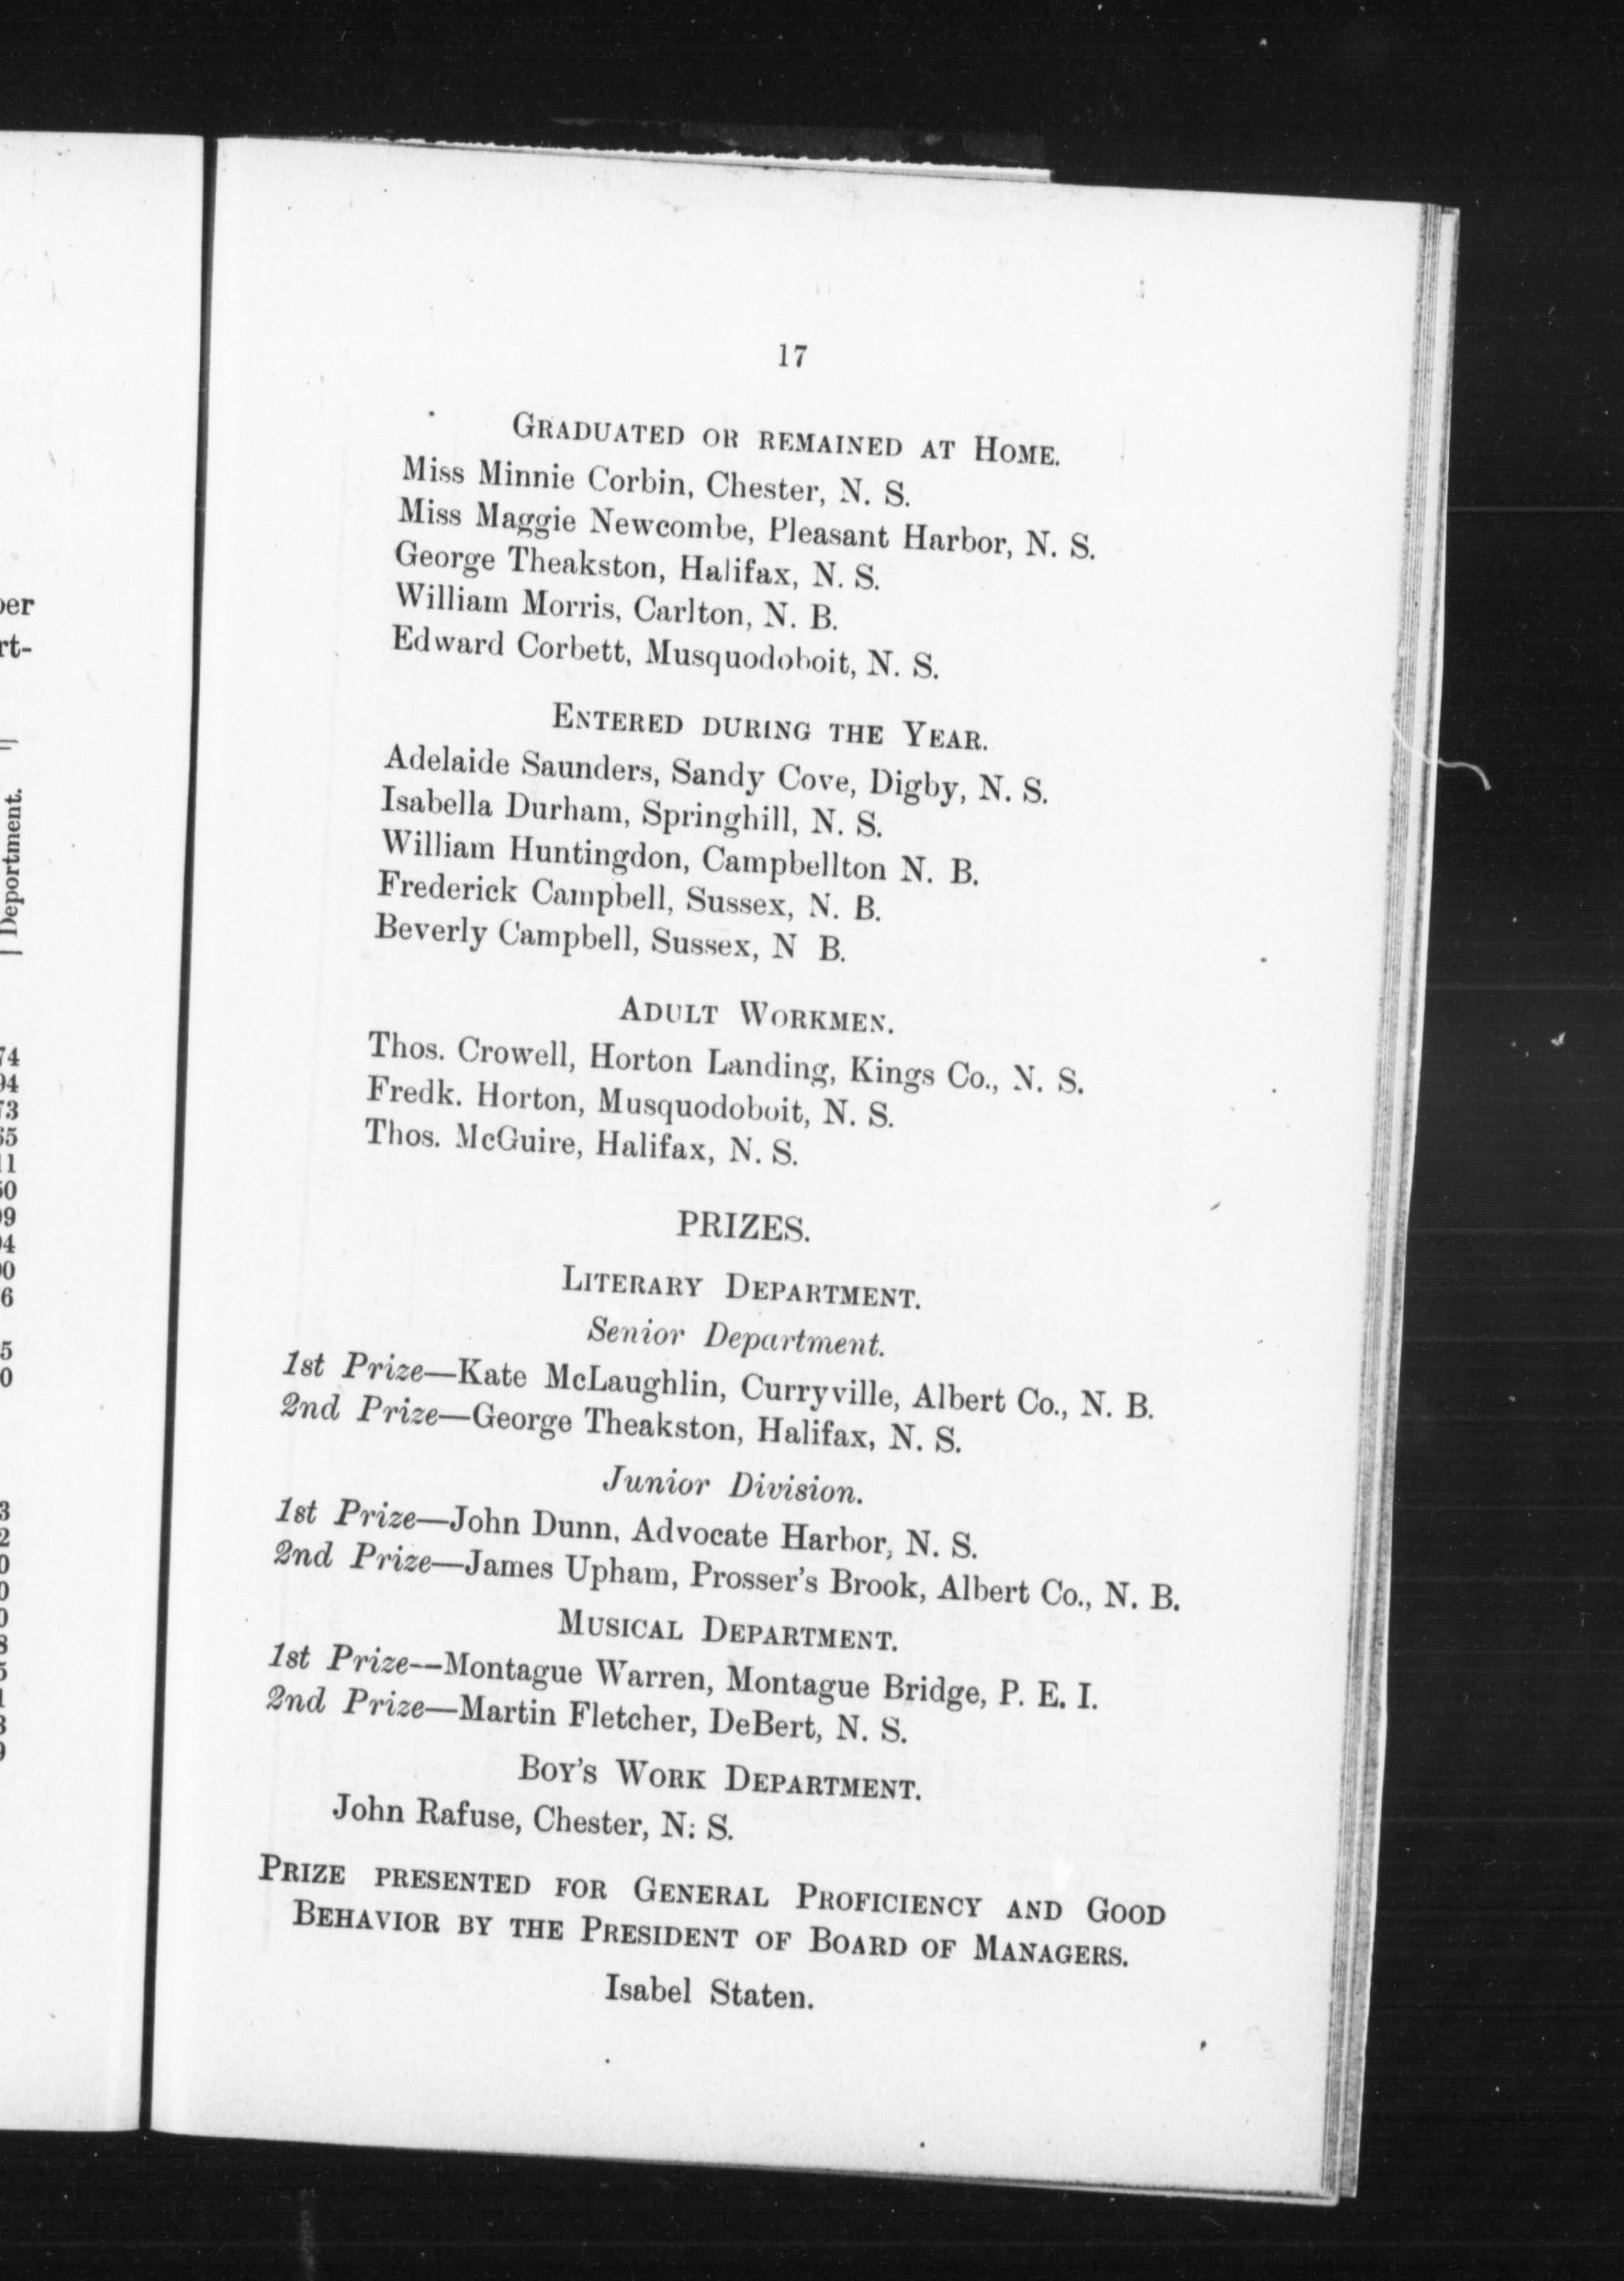 17
GRADUATED OR REMAINED AT HOME.
Miss Minnie Corbin, Chester, N. S.
Miss Maggie Newcombe, Pleasant Harbor, N. S.
George Theakston, Halifax, N. S.
William Morris, Carlton, N. B.
Edward Corbett, Musquodoboit, N. S.
ENTERED DURING THE YEAR.
Adelaide Saunders, Sandy Cove, Digby, N. S.
Isabella Durham, Springhill, N. S.
William Huntingdon, Campbellton N. B.
Frederick Campbell, Sussex, N. B.
Beverly Campbell, Sussex, N B.
ADULT WORKMEN.
Thos. Crowell, Horton Landing, Kings Co., N. S.
Fredk. Horton, Musquodoboit, N. S.
Thos. McGuire, Halifax, N. S.
PRIZES.
LITERARY DEPARTMENT.
Senior Department.
1st Prize—Kate McLaughlin, Curryville, Albert Co., N. B.
2nd Prize—George Theakston, Halifax, N. S.
Junior Division.
1st Prize—John Dunn, Advocate Harbor, N. S.
2nd Prize—James Upham, Prosser's Brook, Albert Co., N. B.
MUSICAL DEPARTMENT.
1st Prize—Montague Warren, Montague Bridge, P. E. I.
2nd Prize—Martin Fletcher, DeBert, N. S.
BOY'S WORK DEPARTMENT.
John Rafuse, Chester, N: S.
PRIZE PRESENTED FOR GENERAL PROFICIENCY AND GOOD
BEHAVIOR BY THE PRESIDENT OF BOARD OF MANAGERS.
Isabel Staten.
Deportment.